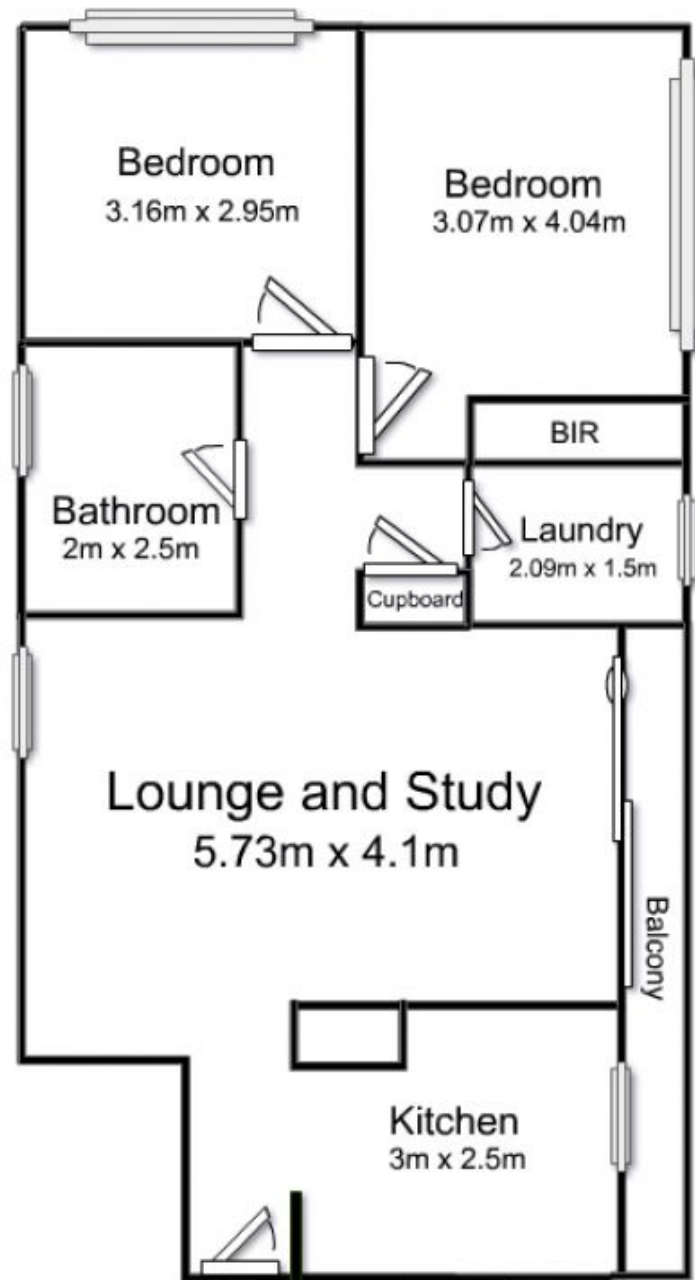 Bedroom
3.16m x 2.95m
Bedroom
3.07m x 4.04m
BIR
Bathroom
2m x 2.5m
Laundry
2.09m x 1.5m
Cupboard
Lounge and Study
5.73m x 4.1m
Balcony
Kitchen
3m x 2.5m